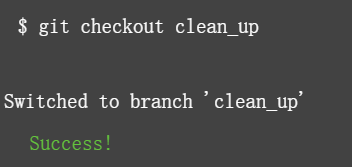 $ git checkout clean_up
Switched to branch 'clean_up'
Success!